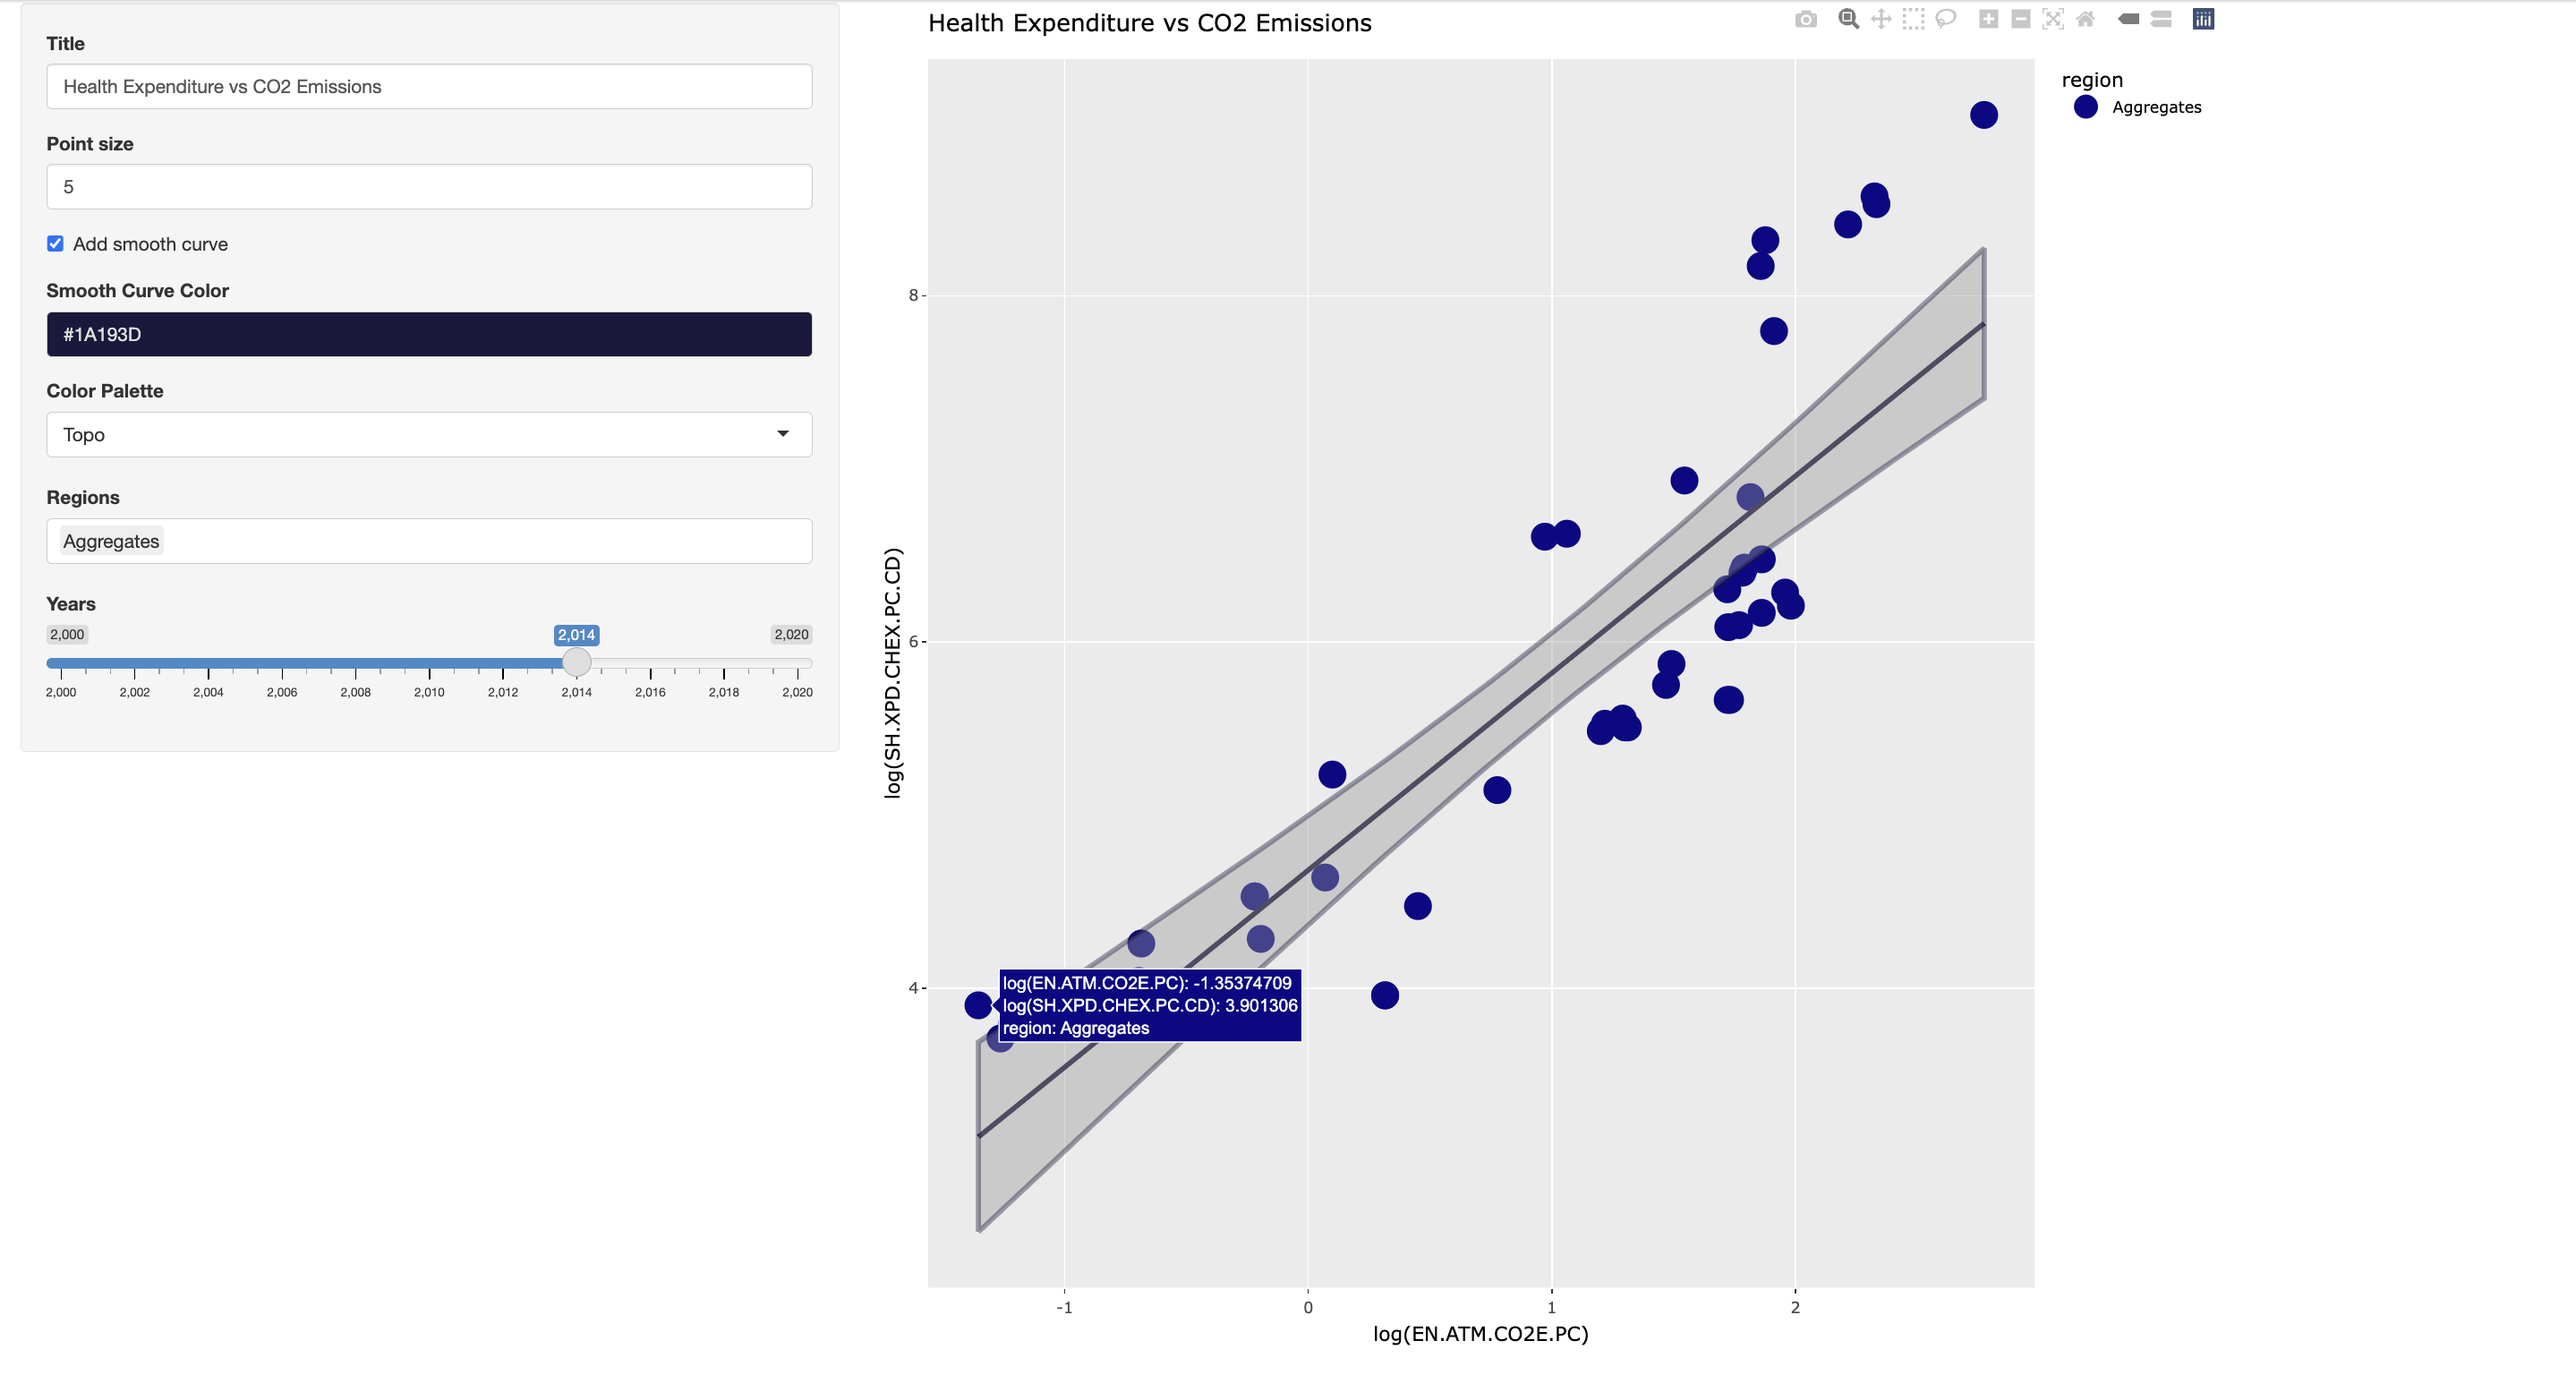 Title
Health Expenditure vs CO2 Emissions
Point size
5
Add smooth curve
Smooth Curve Color
#1A193D
Color Palette
Topo
Regions
Aggregates
Years
2,000 2,014 2,020
2,000 2,002 2,004 2,006 2,008 2,010 2,012 2,014 2,016 2,018 2,020
Health Expenditure vs CO2 Emissions
region
Aggregates
log(SH.XPD.CHEX.PC.CD)
8
6
4
log(EN.ATM.CO2E.PC): -1.35374709
log(SH.XPD.CHEX.PC.CD): 3.901306
region: Aggregates
-1 0 1 2
log(EN.ATM.CO2E.PC)